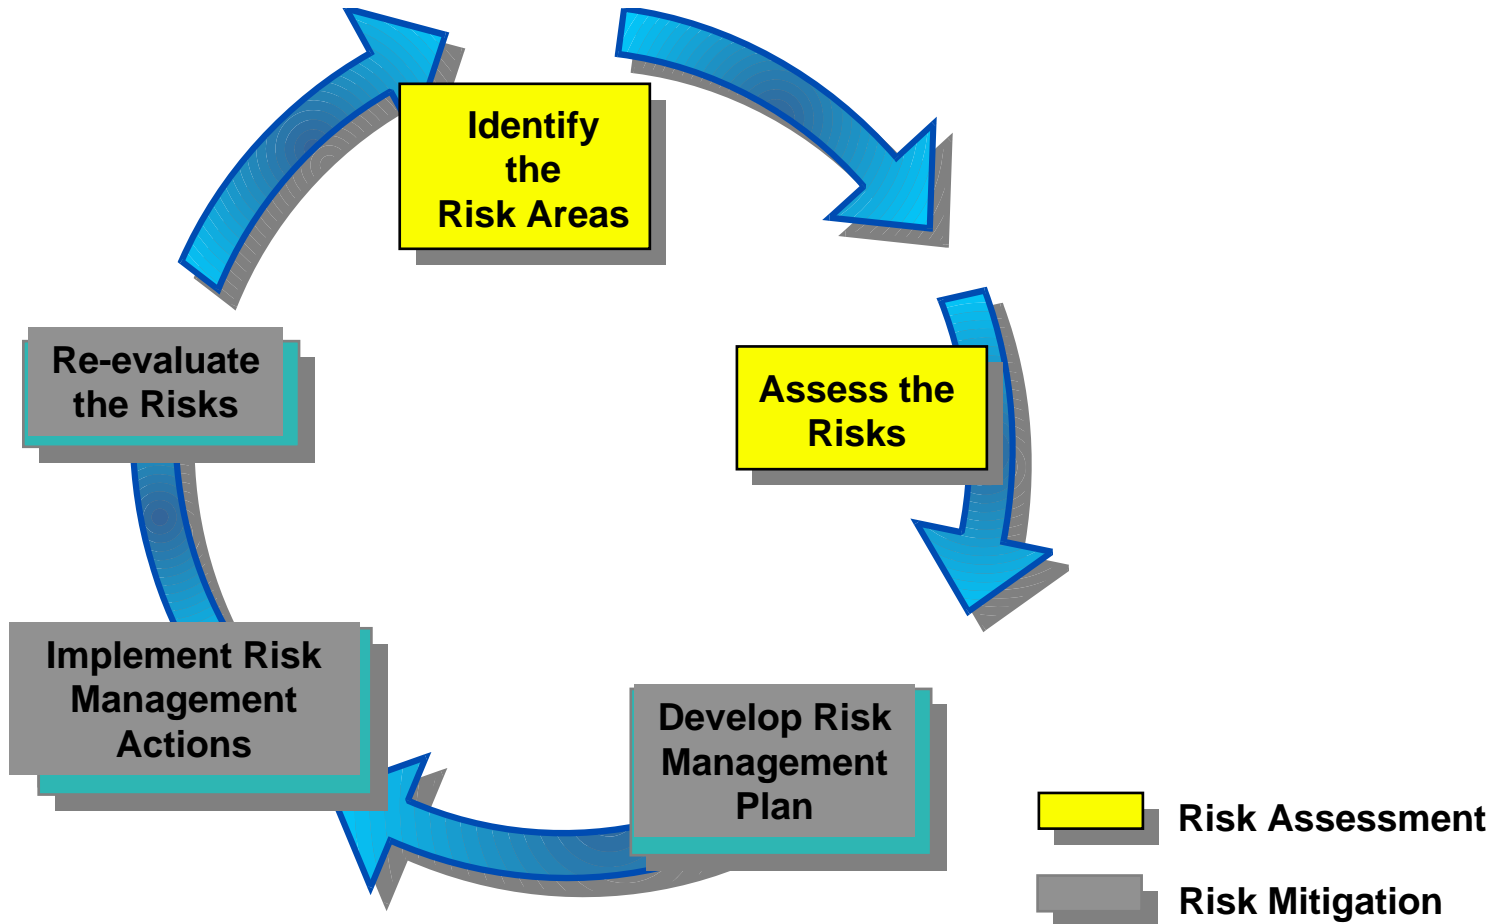 Identify
the
Risk Areas
Assess the
Risks
Develop Risk
Management
Plan
Implement Risk
Management
Actions
Re-evaluate
the Risks
Risk Assessment
Risk Mitigation